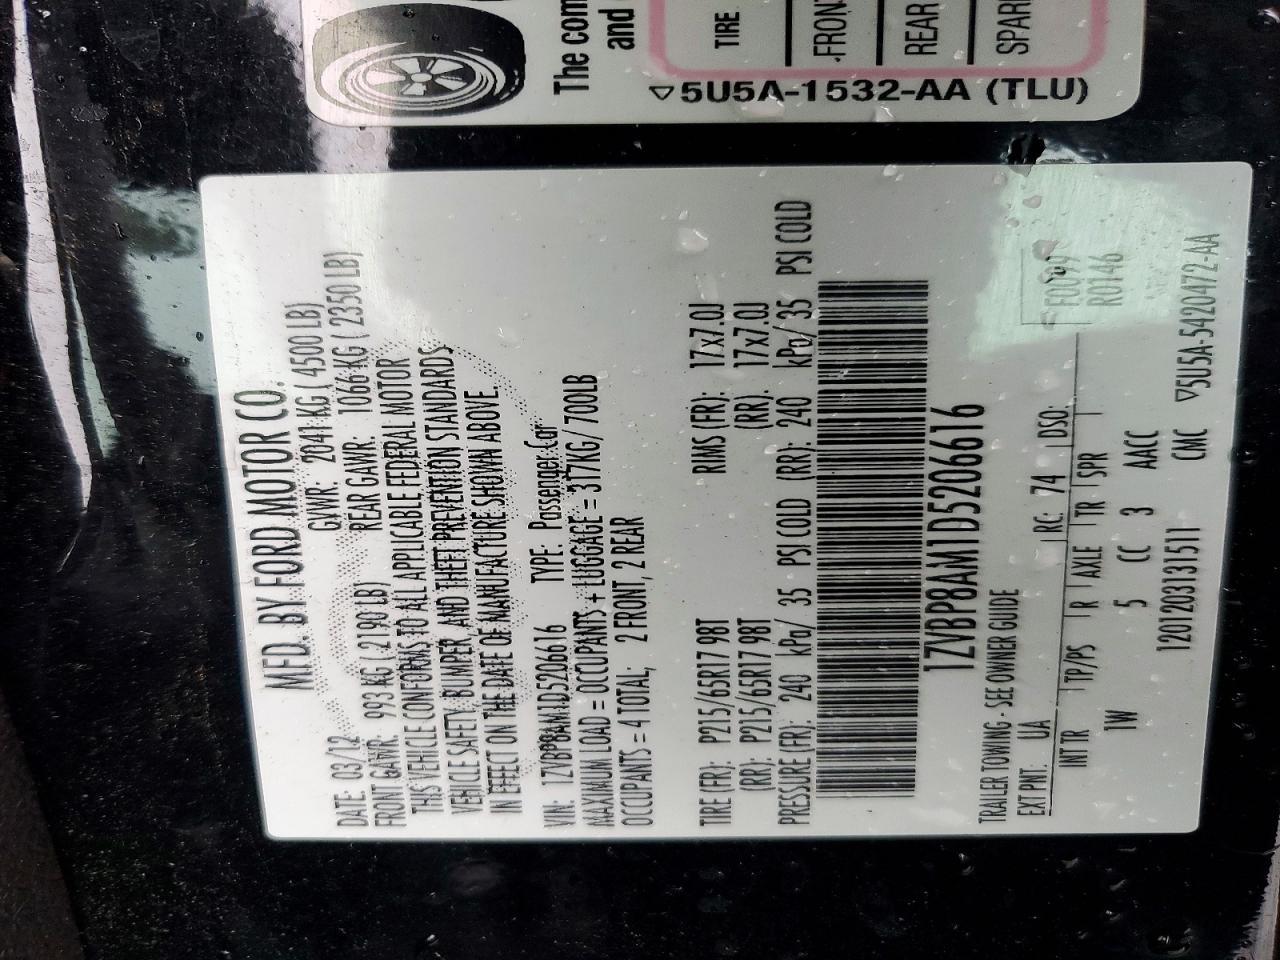 The com
and
TIRE
FRONT
REAR
SPARE
▽5U5A-1532-AA (TLU)
MFD. BY FORD MOTOR CO.
DATE: 03/12 GVWR: 2041 KG ( 4500 LB)
FRONT GAWR: 993 KG ( 2190 LB) REAR GAWR: 1066 KG ( 2350 LB)
THIS VEHICLE CONFORMS TO ALL APPLICABLE FEDERAL MOTOR
VEHICLE SAFETY, BUMPER, AND THEFT PREVENTION STANDARDS
IN EFFECT ON THE DATE OF MANUFACTURE SHOWN ABOVE.
VIN: 1ZVBP8AM1D5206616 TYPE: Passenger Car
MAXIMUM LOAD = OCCUPANTS + LUGGAGE = 317KG/700LB
OCCUPANTS = 4 TOTAL; 2 FRONT, 2 REAR
TIRE (FR): P215/65R17 98T RIMS (FR): 17x7.0J
(RR): P215/65R17 98T (RR): 17x7.0J
PRESSURE (FR): 240 kPa/ 35 PSI COLD (RR): 240 kPa/ 35 PSI COLD
1ZVBP8AM1D5206616
TRAILER TOWING - SEE OWNER GUIDE
EXT PNT: UA RC: 74 DSO:
INT TR TP/PS R AXLE TR SPR
1W 5 CC 3 AACC
R0146
1201203131511 CMC ▽5U5A-5420472-AA